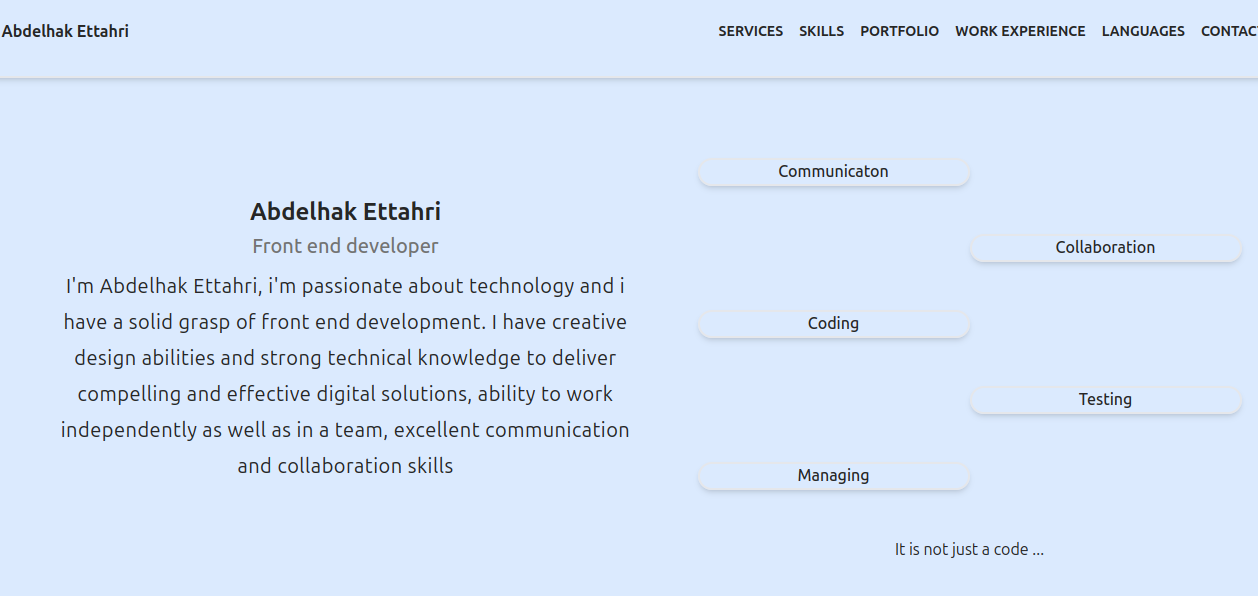 Abdelhak Ettahri
SERVICES SKILLS PORTFOLIO WORK EXPERIENCE LANGUAGES CONTAC
Abdelhak Ettahri
Front end developer
I'm Abdelhak Ettahri, i'm passionate about technology and i
have a solid grasp of front end development. I have creative
design abilities and strong technical knowledge to deliver
compelling and effective digital solutions, ability to work
independently as well as in a team, excellent communication
and collaboration skills
Communicaton
Collaboration
Coding
Testing
Managing
It is not just a code ...